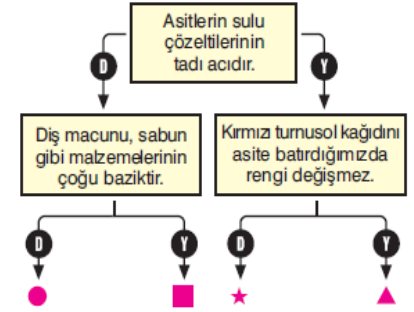 Asitlerin sulu
çözeltilerinin
tadı acıdır.
D
Y
Diş macunu, sabun
gibi malzemelerinin
çoğu baziktir.
Kırmızı turnusol kağıdını
asite batırdığımızda
rengi değişmez.
D
Y
D
Y